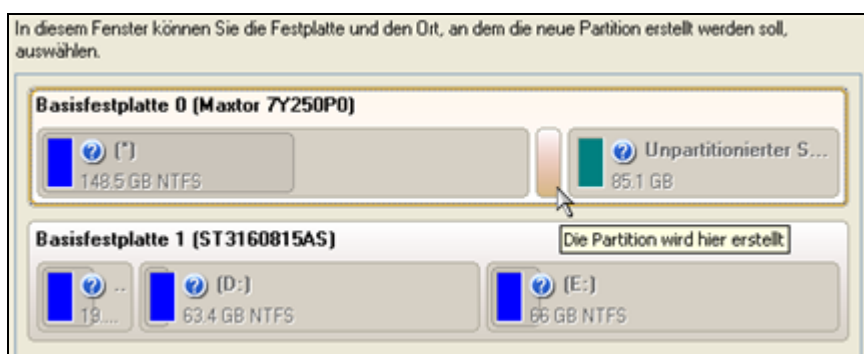 In diesem Fenster können Sie die Festplatte und den Ort, an dem die neue Partition erstellt werden soll,
auswählen.
Basisfestplatte 0 (Maxtor 7Y250P0)
(*)
148.5 GB NTFS
Unpartitionierter S...
85.1 GB
Basisfestplatte 1 (ST3160815AS)
Die Partition wird hier erstellt
...
19....
(D:)
63.4 GB NTFS
(E:)
66 GB NTFS